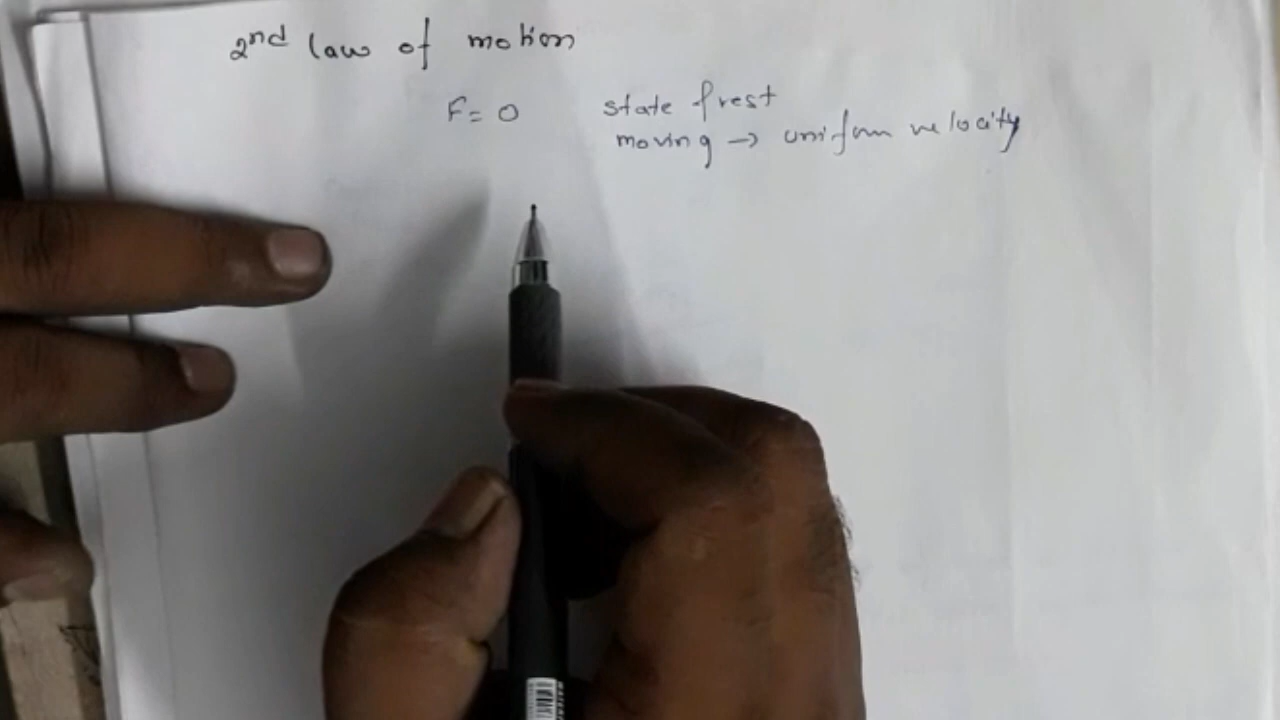 2nd law of motion
F = 0 state of rest
moving → uniform velocity